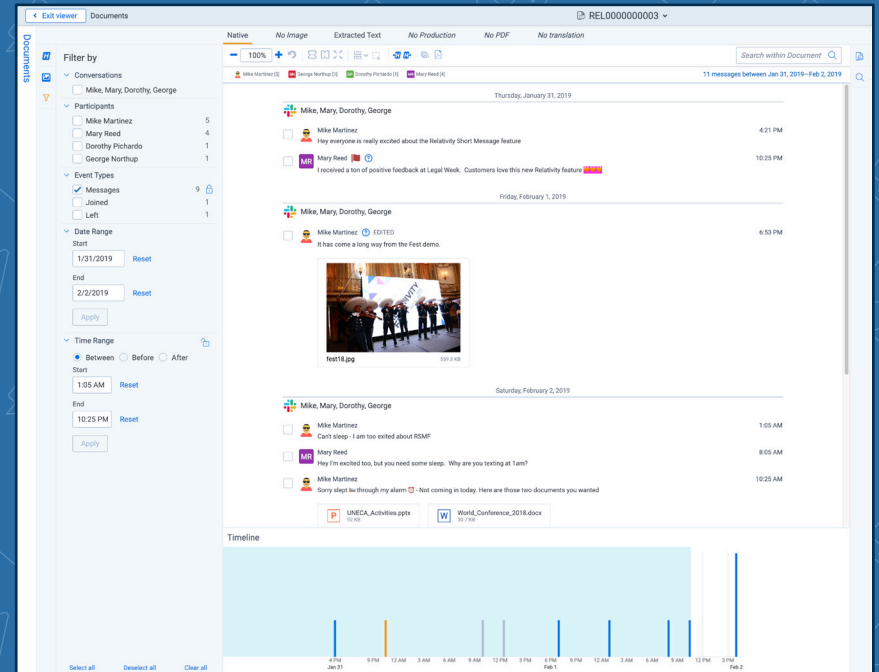 Exit viewer
Documents
REL0000000003
Documents
Native
No Image
Extracted Text
No Production
No PDF
No translation
100%
Search within Document
Mike Martinez [5]
George Northup [1]
Dorothy Pichardo [1]
Mary Reed [4]
11 messages between Jan 31, 2019—Feb 2, 2019
Filter by
Conversations
Mike, Mary, Dorothy, George
Participants
Mike Martinez 5
Mary Reed 4
Dorothy Pichardo 1
George Northup 1
Event Types
Messages 9
Joined 1
Left 1
Date Range
Start
1/31/2019 Reset
End
2/2/2019 Reset
Apply
Time Range
Between Before After
Start
1:05 AM Reset
End
10:25 PM Reset
Apply
Select all Deselect all Clear all
Thursday, January 31, 2019
Mike, Mary, Dorothy, George
Mike Martinez 4:21 PM
Hey everyone is really excited about the Relativity Short Message feature
MR Mary Reed 10:25 PM
I received a ton of positive feedback at Legal Week. Customers love this new Relativity feature
Friday, February 1, 2019
Mike, Mary, Dorothy, George
Mike Martinez EDITED 6:53 PM
It has come a long way from the Fest demo.
fest18.jpg 559.3 KB
Saturday, February 2, 2019
Mike, Mary, Dorothy, George
Mike Martinez 1:05 AM
Can't sleep - I am too exited about RSMF
MR Mary Reed 8:05 AM
Hey I'm excited too, but you need some sleep. Why are you texting at 1am?
Mike Martinez 10:25 AM
Sorry slept through my alarm - Not coming in today. Here are those two documents you wanted
P UNECA_Activities.pptx
92 KB
W World_Conference_2018.docx
30.7 KB
Timeline
4 PM 9 PM 12 AM 3 AM 6 AM 9 AM 12 PM 3 PM 6 PM 9 PM 12 AM 3 AM 6 AM 9 AM 12 PM 3 PM
Jan 31 Feb 1 Feb 2